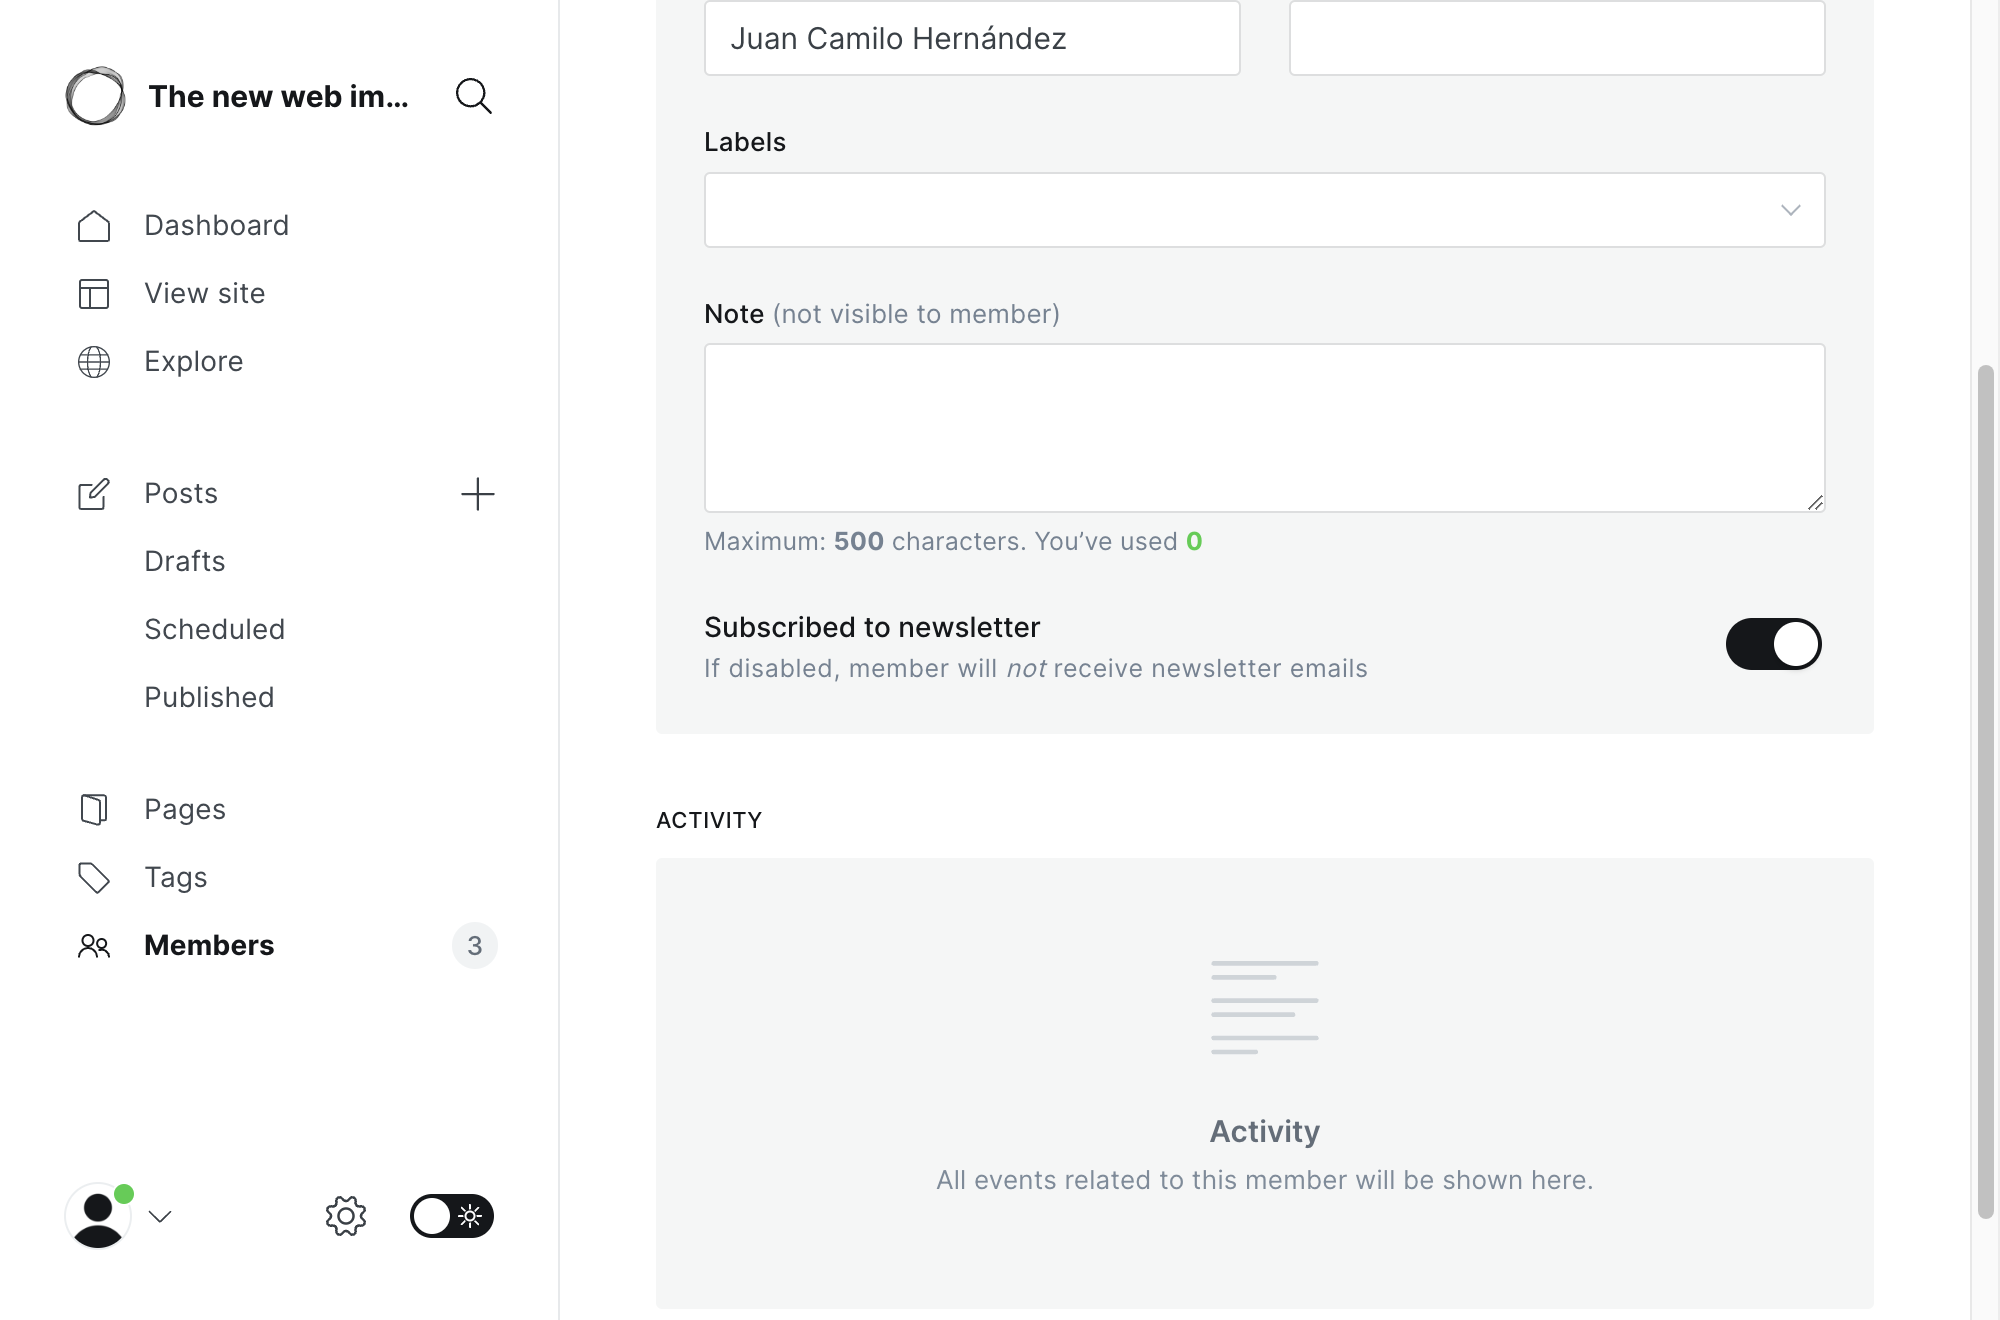 The new web im...
Dashboard
View site
Explore
Posts
Drafts
Scheduled
Published
Pages
Tags
Members
3
Juan Camilo Hernández
Labels
Note (not visible to member)
Maximum: 500 characters. You’ve used 0
Subscribed to newsletter
If disabled, member will not receive newsletter emails
ACTIVITY
Activity
All events related to this member will be shown here.